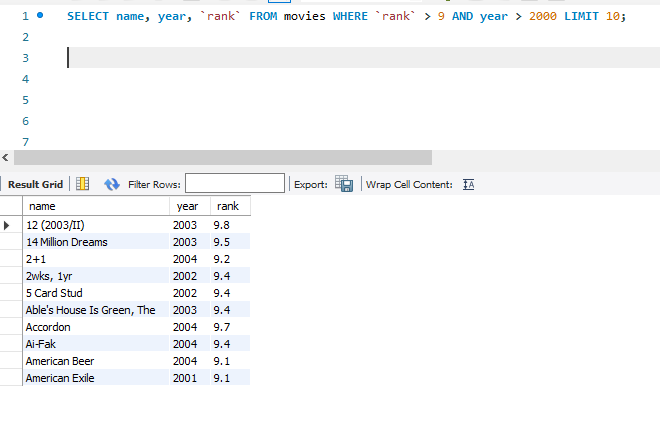 1 SELECT name, year, `rank` FROM movies WHERE `rank` > 9 AND year > 2000 LIMIT 10;
2
3
4
5
6
7
Result Grid Filter Rows: Export: Wrap Cell Content:
name year rank
12 (2003/II) 2003 9.8
14 Million Dreams 2003 9.5
2+1 2004 9.2
2wks, 1yr 2002 9.4
5 Card Stud 2002 9.4
Able's House Is Green, The 2003 9.4
Accordon 2004 9.7
Ai-Fak 2004 9.4
American Beer 2004 9.1
American Exile 2001 9.1